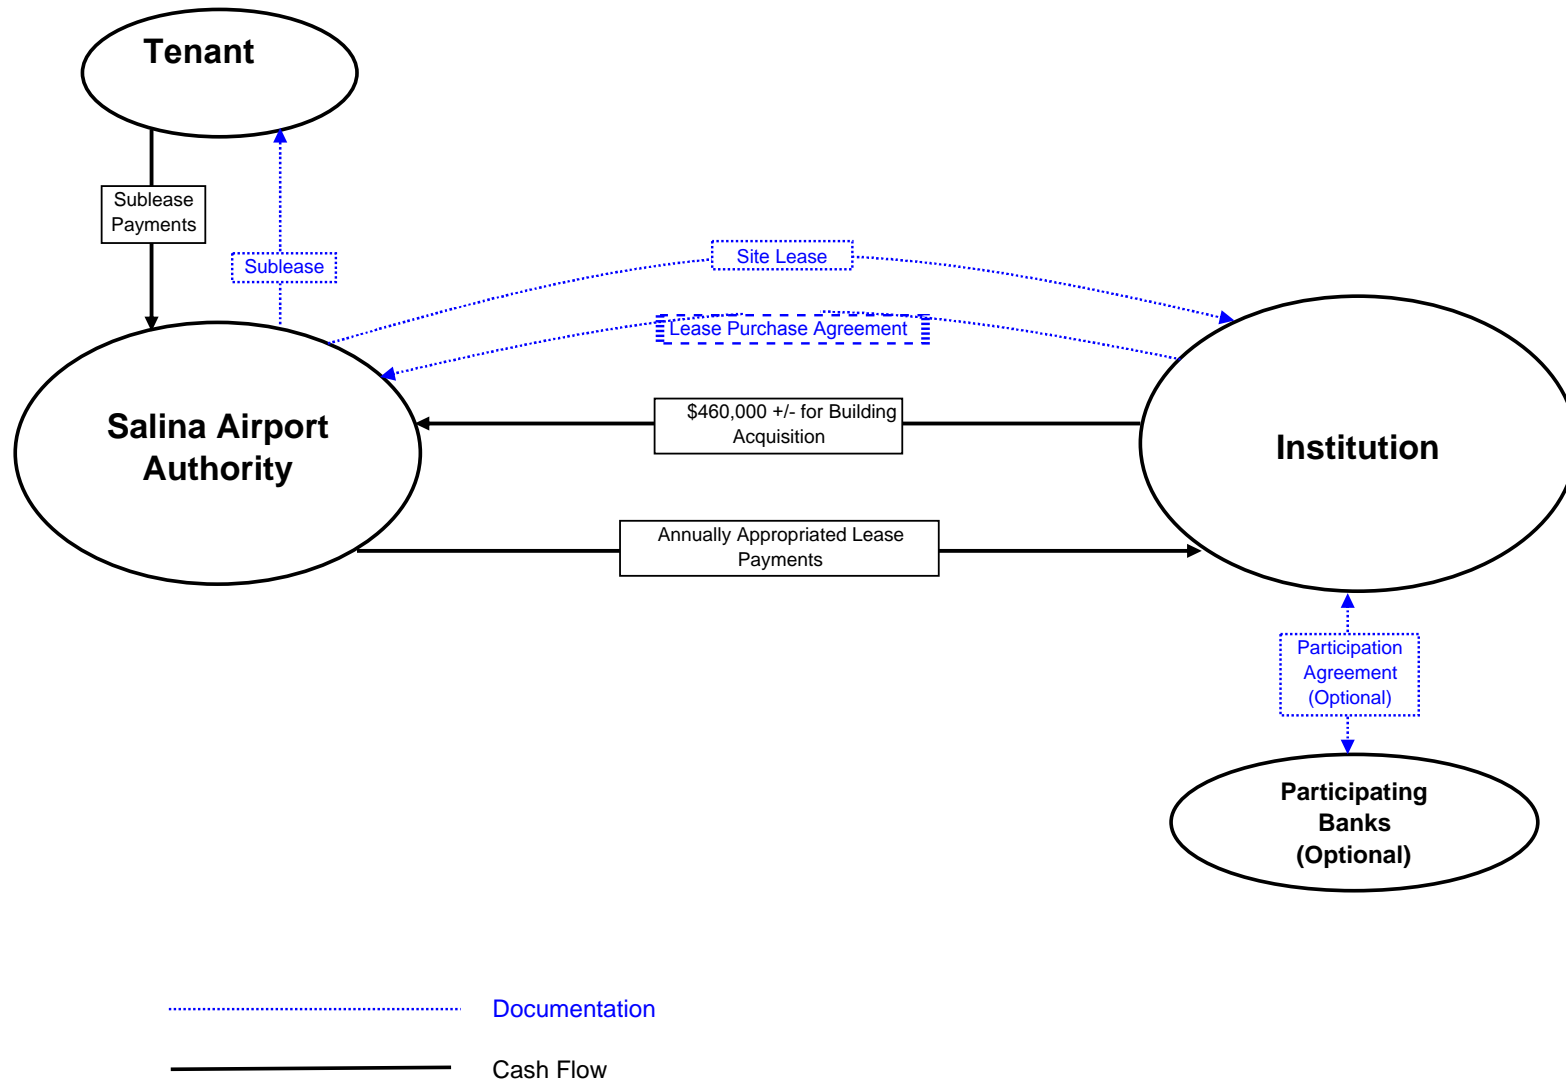 Tenant
Sublease
Payments
Sublease
Site Lease
Lease Purchase Agreement
$460,000 +/- for Building
Acquisition
Salina Airport
Authority
Institution
Annually Appropriated Lease
Payments
Participation
Agreement
(Optional)
Participating
Banks
(Optional)
Documentation
Cash Flow